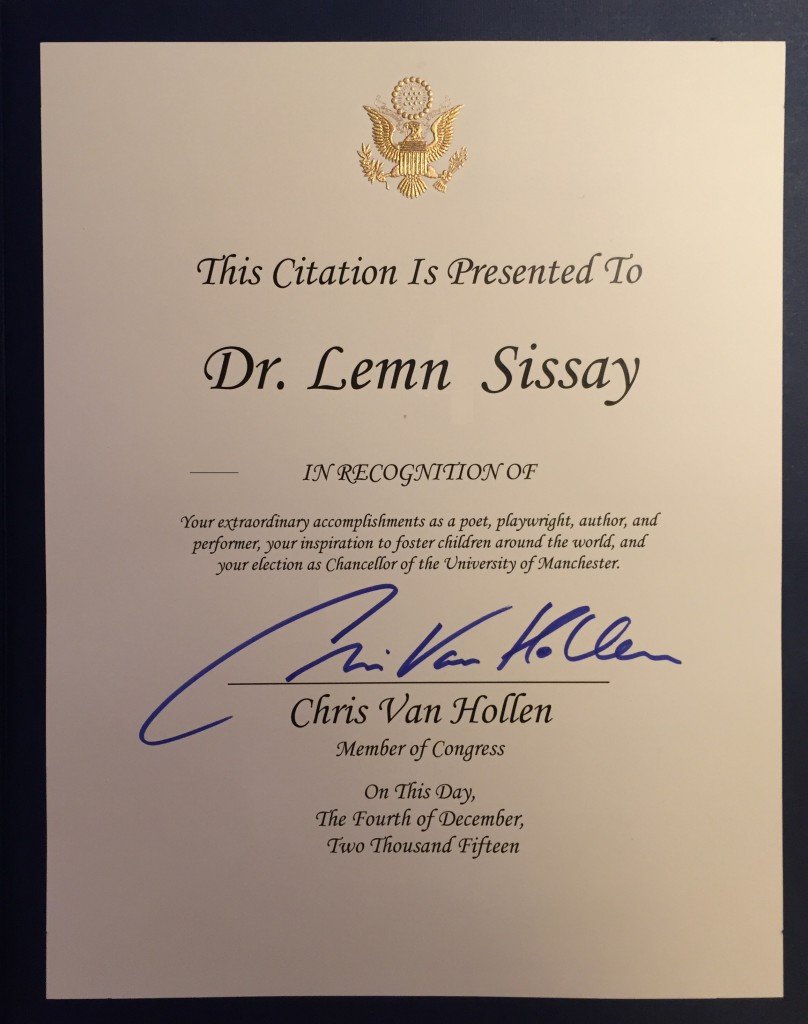 This Citation Is Presented To
Dr. Lemn Sissay
IN RECOGNITION OF
Your extraordinary accomplishments as a poet, playwright, author, and
performer, your inspiration to foster children around the world, and
your election as Chancellor of the University of Manchester.
Chris Van Hollen
Chris Van Hollen
Member of Congress
On This Day,
The Fourth of December,
Two Thousand Fifteen